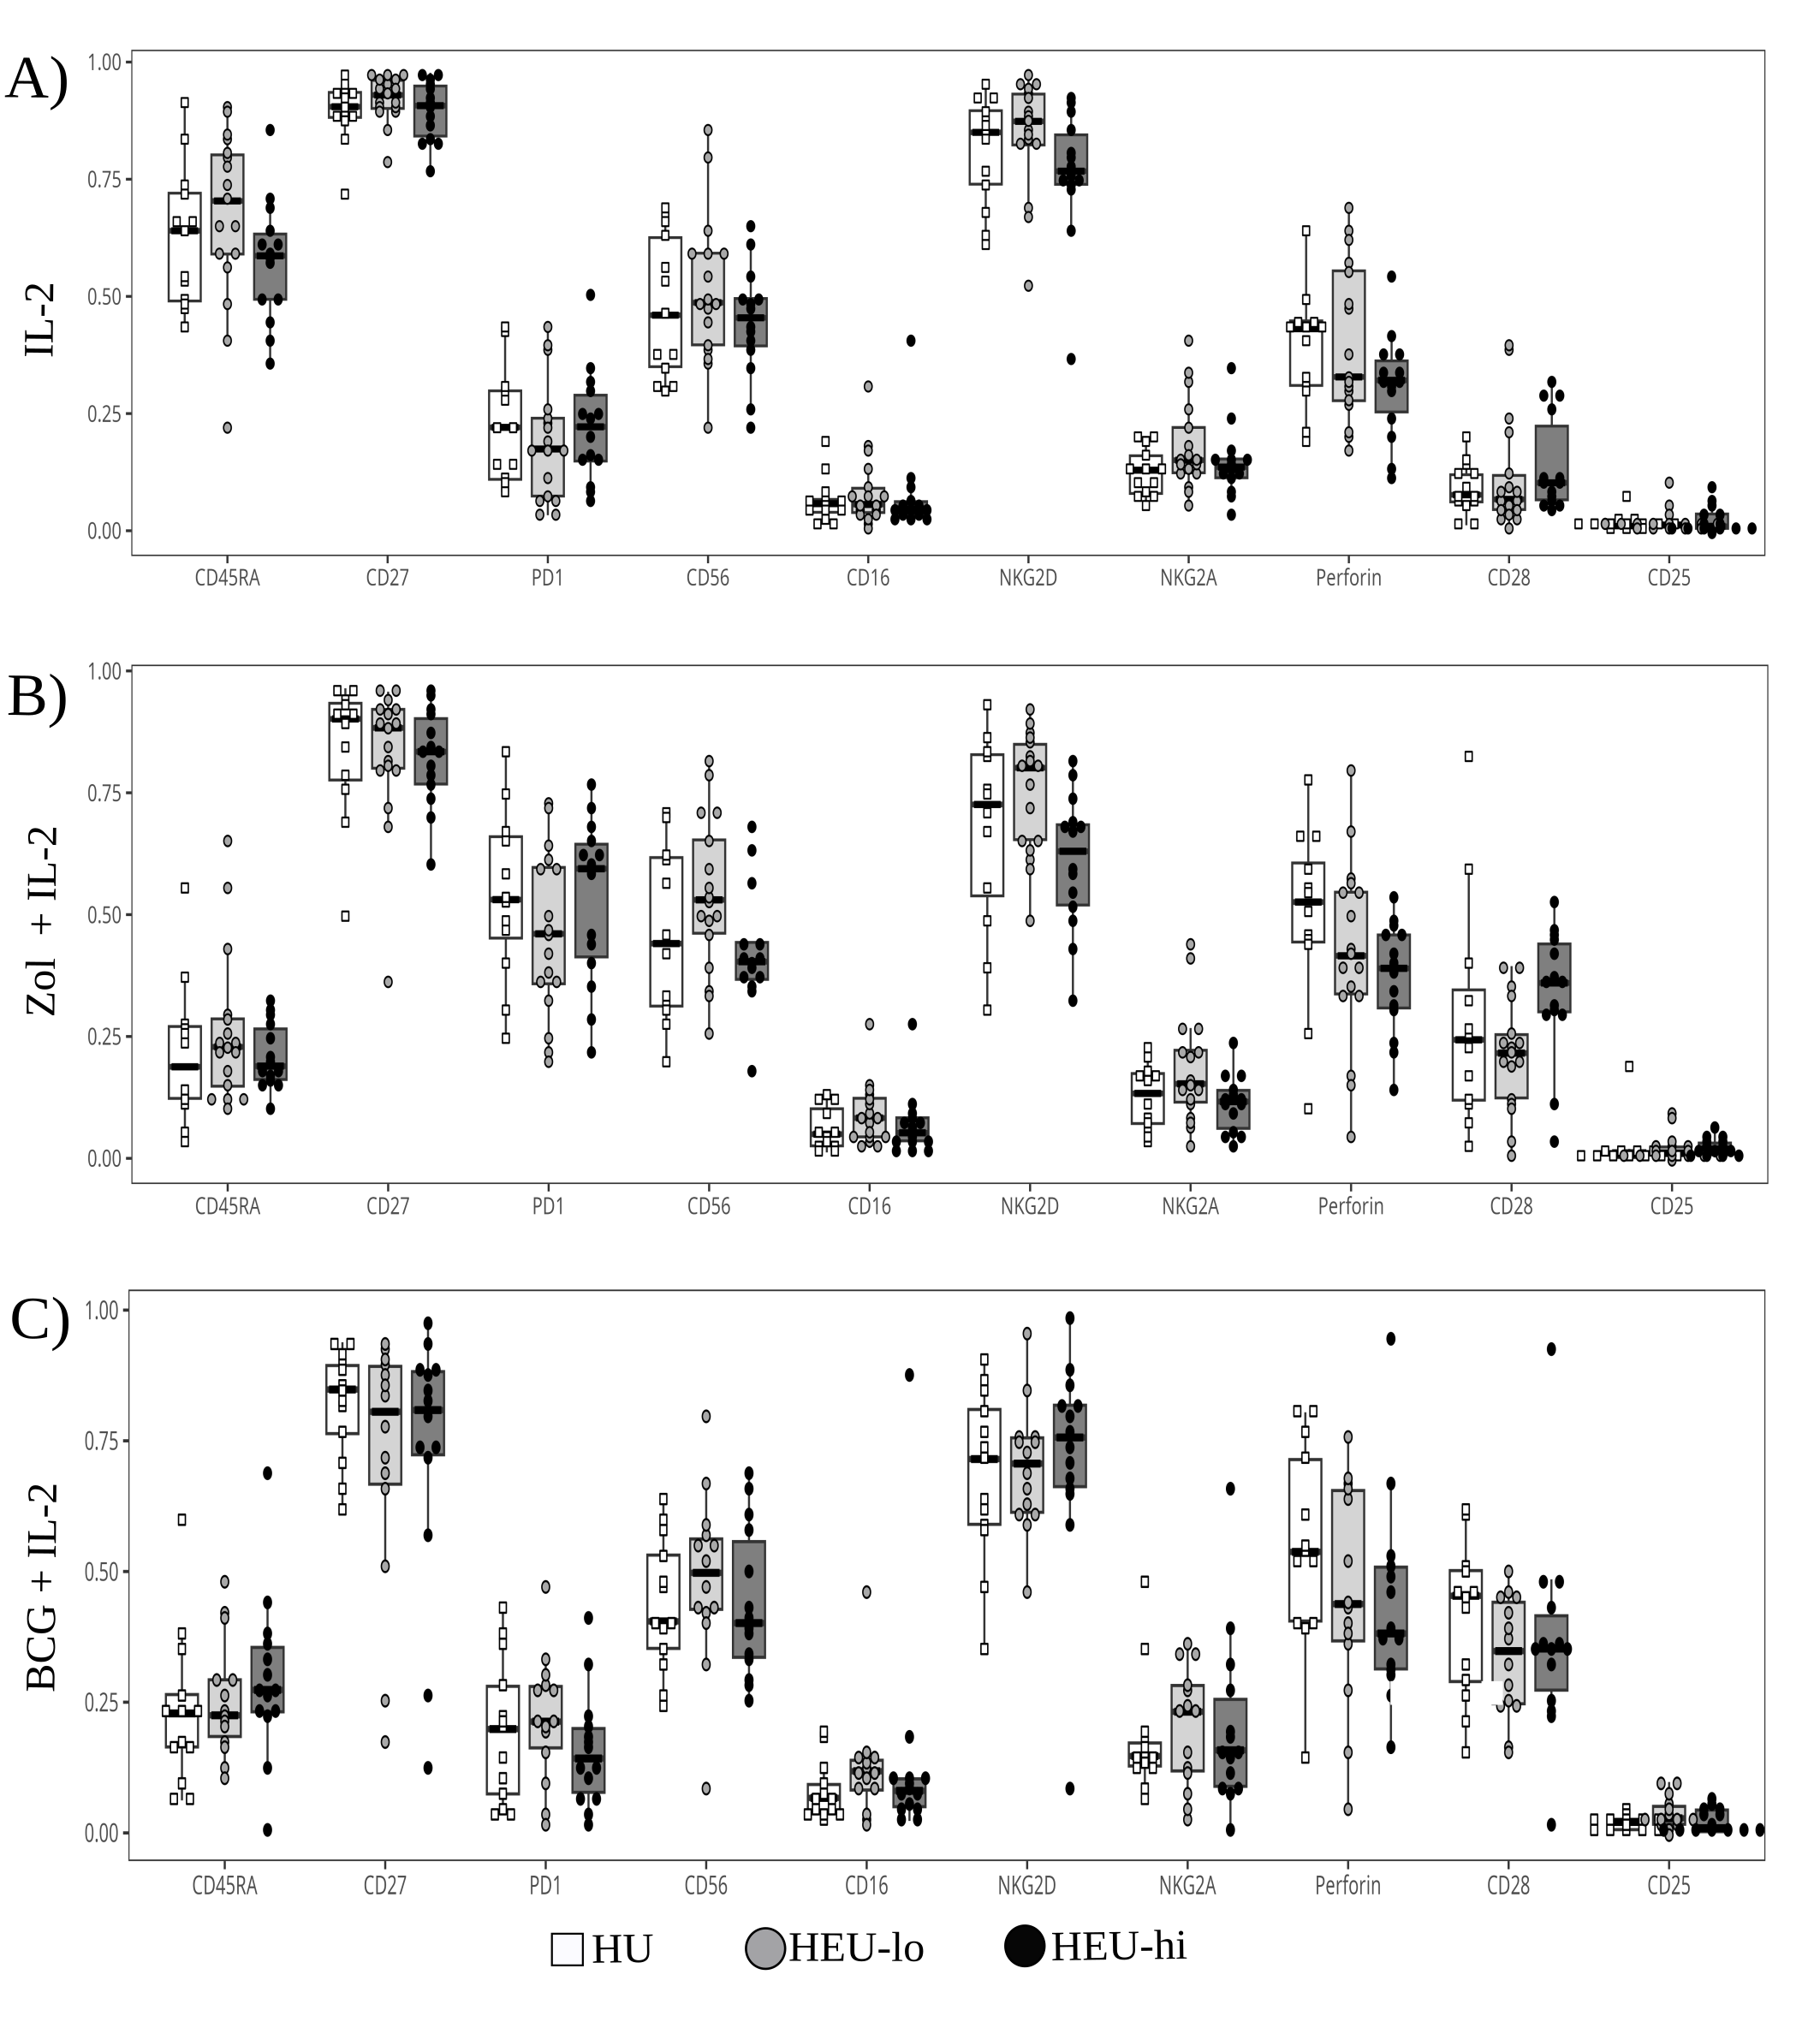 A)
IL-2
1.00
0.75
0.50
0.25
0.00
CD45RA CD27 PD1 CD56 CD16 NKG2D NKG2A Perforin CD28 CD25
B)
Zol + IL-2
1.00
0.75
0.50
0.25
0.00
CD45RA CD27 PD1 CD56 CD16 NKG2D NKG2A Perforin CD28 CD25
C)
BCG + IL-2
1.00
0.75
0.50
0.25
0.00
CD45RA CD27 PD1 CD56 CD16 NKG2D NKG2A Perforin CD28 CD25
HU HEU-lo HEU-hi